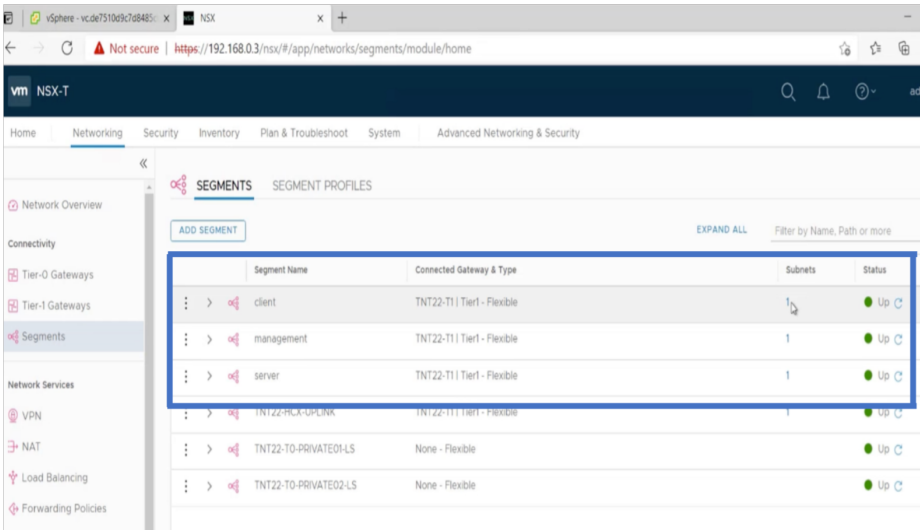 vSphere - vc.de7510d9c7d8485c
NSX
Not secure | https://192.168.0.3/nsx/#/app/networks/segments/module/home
vm NSX-T
Home Networking Security Inventory Plan & Troubleshoot System Advanced Networking & Security
SEGMENTS SEGMENT PROFILES
Network Overview
ADD SEGMENT EXPAND ALL Filter by Name, Path or more
Connectivity
Tier-0 Gateways
Tier-1 Gateways
Segments
Network Services
VPN
NAT
Load Balancing
Forwarding Policies
Segment Name Connected Gateway & Type Subnets Status
client TNT22-T1 | Tier1 - Flexible 1 Up
management TNT22-T1 | Tier1 - Flexible 1 Up
server TNT22-T1 | Tier1 - Flexible 1 Up
TNT22-HCX-UPLINK TNT22-T1 | Tier1 - Flexible 1 Up
TNT22-T0-PRIVATE01-LS None - Flexible Up
TNT22-T0-PRIVATE02-LS None - Flexible Up